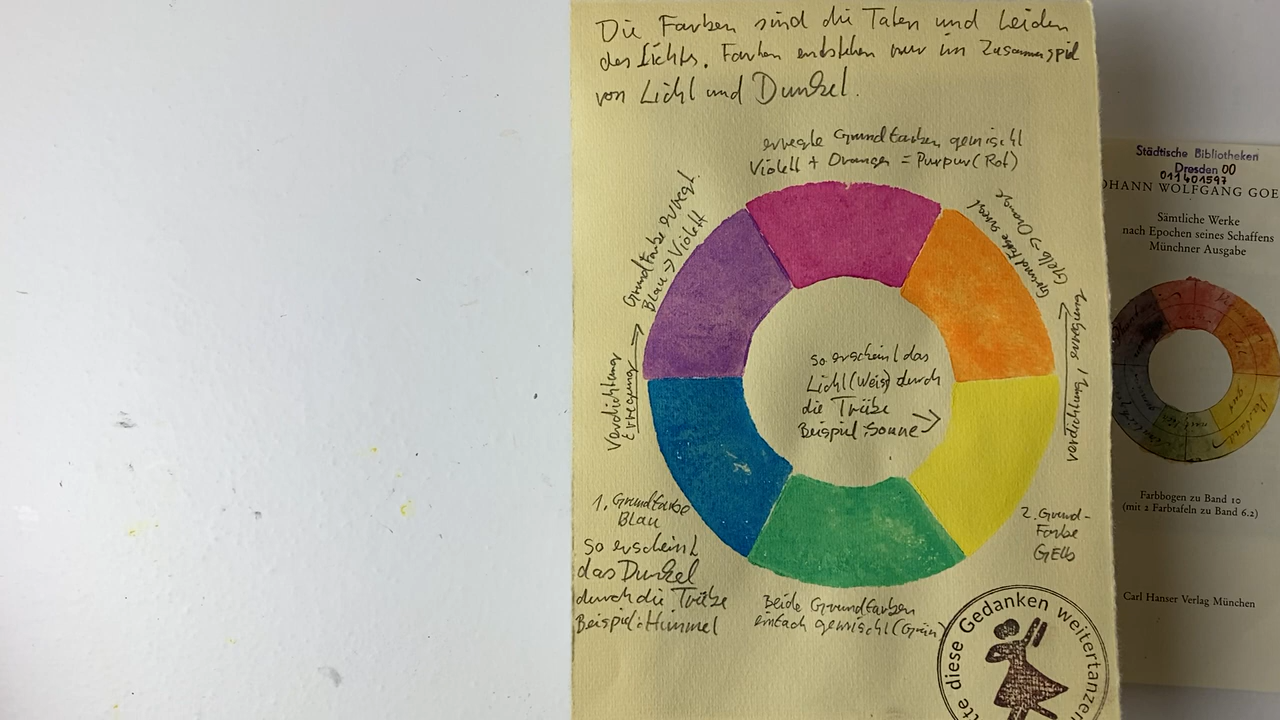 Die Farben sind die Taten und Leiden
des Lichts. Farben entstehen nur im Zusammenspiel
von Licht und Dunkel.
erregte Grundfarben gemischt
Violett + Orange = Purpur (Rot)
Grundfarbe erregt
Blau → Violett
Grundfarbe erregt
Gelb → Orange
Verdichtung
Erregung
Verdichtung / Erregung
so erscheint das
Licht (Weiss) durch
die Trübe
Beispiel: Sonne
1. Grundfarbe
Blau
so erscheint
das Dunkel
durch die Trübe
Beispiel: Himmel
2. Grund-
Farbe
Gelb
Beide Grundfarben
einfach gemischt (Grün)
diese Gedanken weitertanzen
Städtische Bibliotheken
Dresden 00
011401597
OHANN WOLFGANG GOE
Sämtliche Werke
nach Epochen seines Schaffens
Münchner Ausgabe
Farbbogen zu Band 10
(mit 2 Farbtafeln zu Band 6.2)
Carl Hanser Verlag München